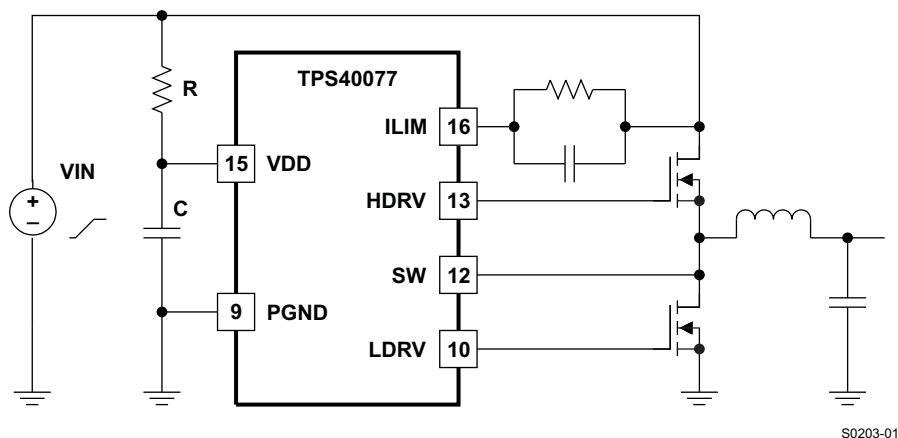 TPS40077
R
ILIM
16
15
VDD
VIN
HDRV
13
+
–
C
SW
12
9
PGND
LDRV
10
S0203-01